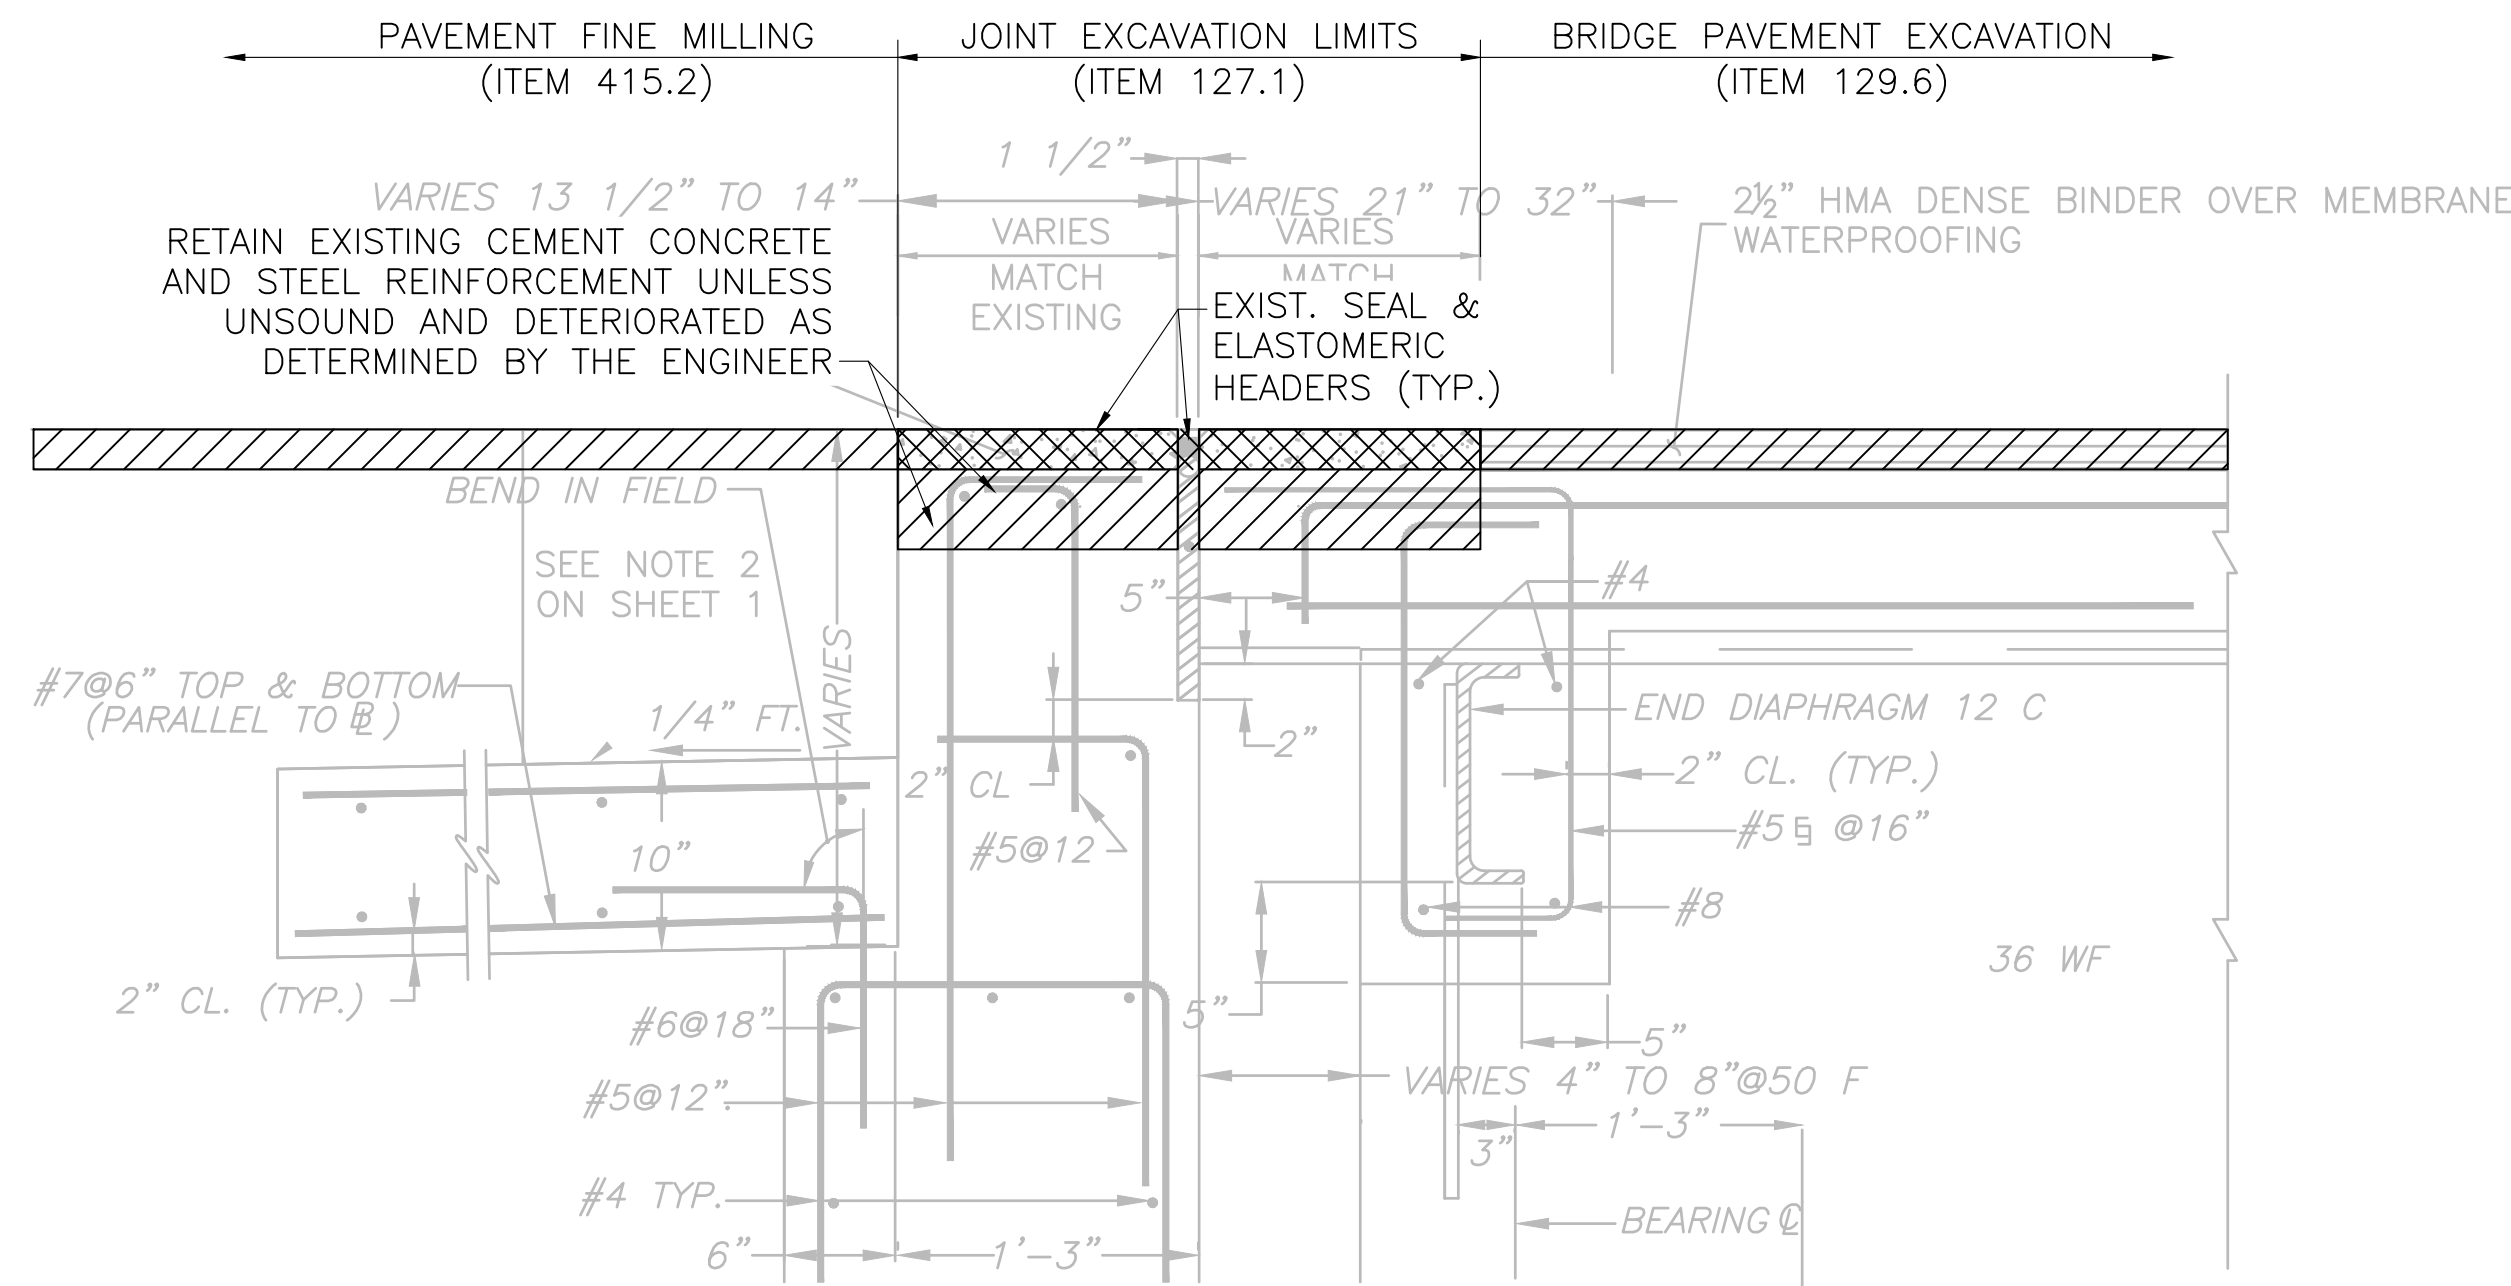 PAVEMENT FINE MILLING
(ITEM 415.2)
JOINT EXCAVATION LIMITS
(ITEM 127.1)
BRIDGE PAVEMENT EXCAVATION
(ITEM 129.6)
1 1/2"
VARIES 13 1/2" TO 14"
VARIES 21" TO 32"
2½" HMA DENSE BINDER OVER MEMBRANE
WATERPROOFING
VARIES
MATCH
EXISTING
VARIES
MATCH
RETAIN EXISTING CEMENT CONCRETE
AND STEEL REINFORCEMENT UNLESS
UNSOUND AND DETERIORATED AS
DETERMINED BY THE ENGINEER
EXIST. SEAL &
ELASTOMERIC
HEADERS (TYP.)
BEND IN FIELD
SEE NOTE 2
ON SHEET 1
VARIES
5"
#4
#7@6" TOP & BOTTOM
(PARALLEL TO ℄)
1/4" FT.
END DIAPHRAGM 12 C
2"
2" CL
2" CL. (TYP.)
#5@12
#5 @16"
10"
#8
36 WF
2" CL. (TYP.)
#6@18"
5"
5"
#5@12".
VARIES 4" TO 8"@50 F
1'-3"
3"
#4 TYP.
BEARING ℄
6"
1'-3"